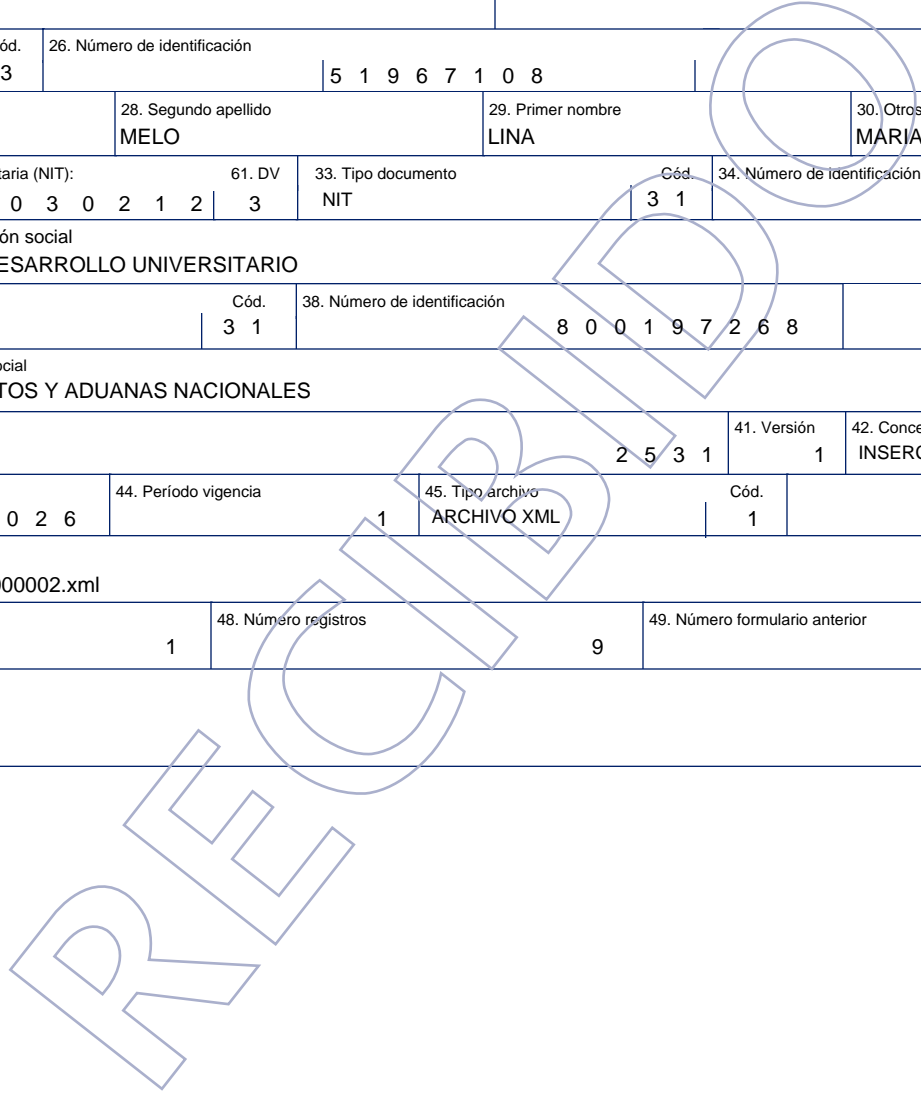 ód. 26. Número de identificación
3 5 1 9 6 7 1 0 8
28. Segundo apellido 29. Primer nombre 30. Otros
MELO LINA MARIA
taria (NIT): 61. DV 33. Tipo documento Cód. 34. Número de identificación
0 3 0 2 1 2 3 NIT 3 1
ón social
ESARROLLO UNIVERSITARIO
Cód. 38. Número de identificación
3 1 8 0 0 1 9 7 2 6 8
ocial
TOS Y ADUANAS NACIONALES
41. Versión 42. Conce
2 5 3 1 1 INSERC
44. Período vigencia 45. Tipo archivo Cód.
0 2 6 1 ARCHIVO XML 1
000002.xml
48. Número registros 49. Número formulario anterior
1 9
RECIBIDO